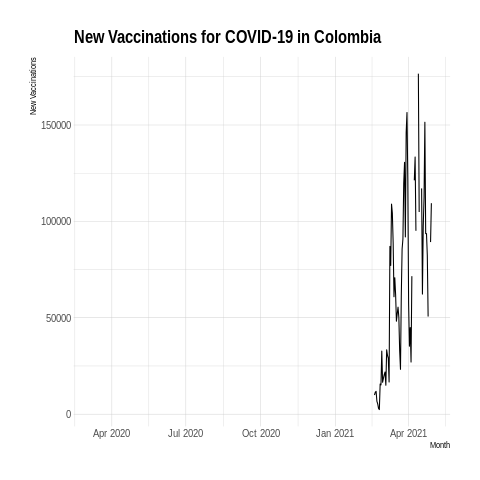 New Vaccinations for COVID-19 in Colombia
New Vaccinations
150000
100000
50000
0
Apr 2020 Jul 2020 Oct 2020 Jan 2021 Apr 2021
Month